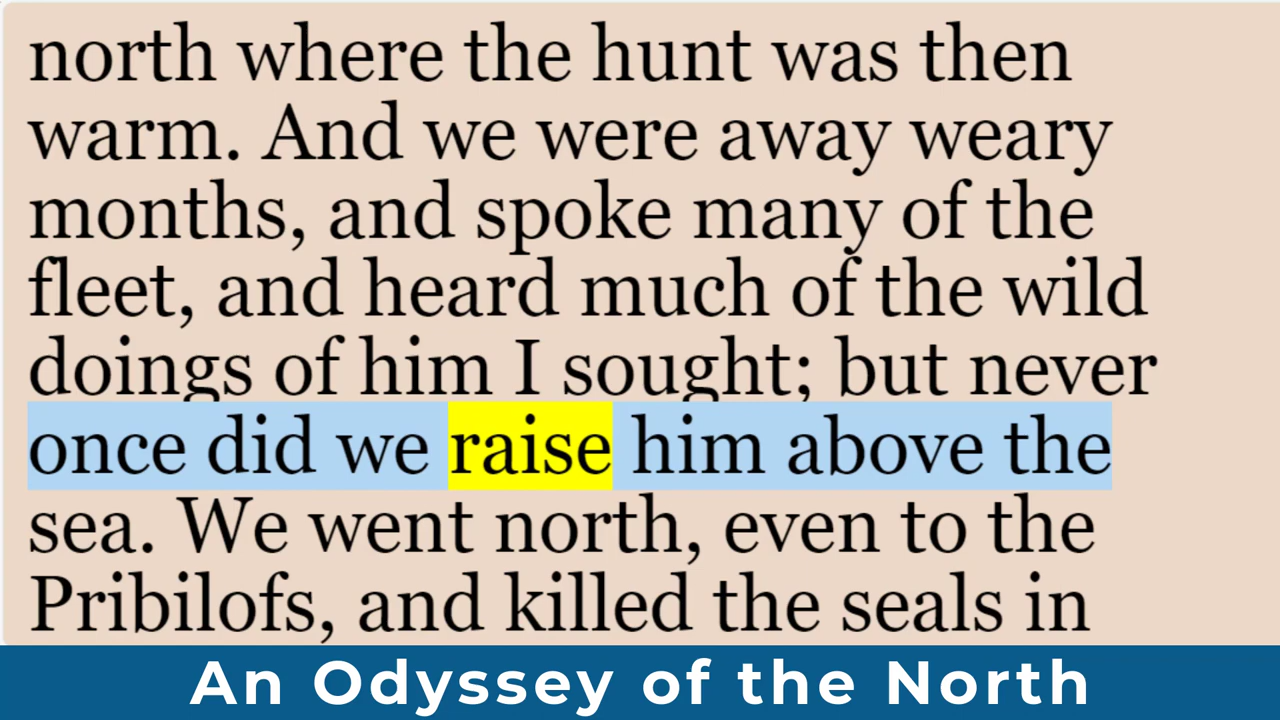 north where the hunt was then
warm. And we were away weary
months, and spoke many of the
fleet, and heard much of the wild
doings of him I sought; but never
once did we raise him above the
sea. We went north, even to the
Pribilofs, and killed the seals in
An Odyssey of the North